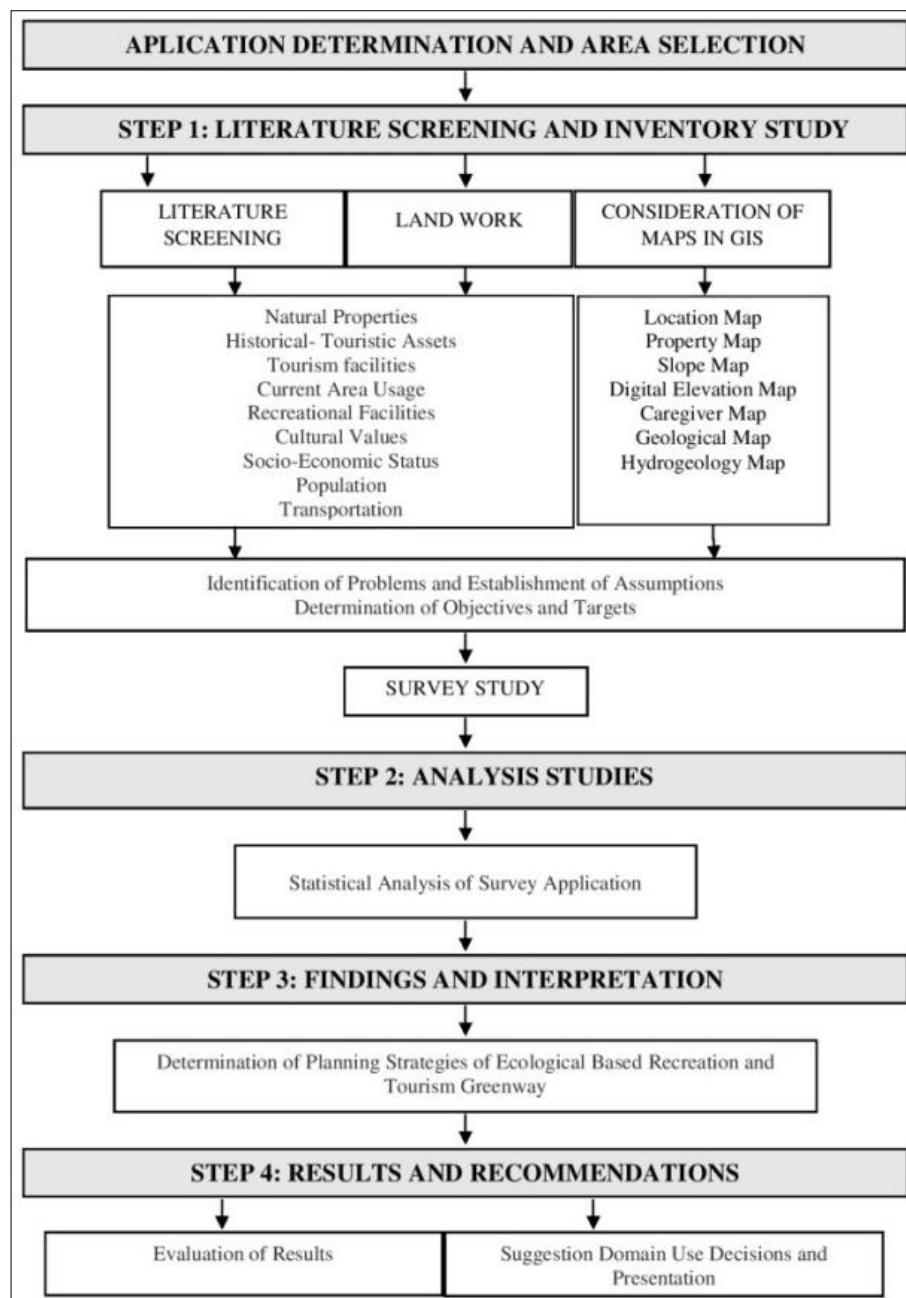 APLICATION DETERMINATION AND AREA SELECTION
STEP 1: LITERATURE SCREENING AND INVENTORY STUDY
LITERATURE
SCREENING
LAND WORK
CONSIDERATION OF
MAPS IN GIS
Natural Properties
Historical- Touristic Assets
Tourism facilities
Current Area Usage
Recreational Facilities
Cultural Values
Socio-Economic Status
Population
Transportation
Location Map
Property Map
Slope Map
Digital Elevation Map
Caregiver Map
Geological Map
Hydrogeology Map
Identification of Problems and Establishment of Assumptions
Determination of Objectives and Targets
SURVEY STUDY
STEP 2: ANALYSIS STUDIES
Statistical Analysis of Survey Application
STEP 3: FINDINGS AND INTERPRETATION
Determination of Planning Strategies of Ecological Based Recreation and
Tourism Greenway
STEP 4: RESULTS AND RECOMMENDATIONS
Evaluation of Results
Suggestion Domain Use Decisions and
Presentation